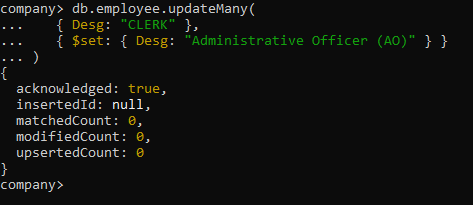 company> db.employee.updateMany(
...     { Desg: "CLERK" },
...     { $set: { Desg: "Administrative Officer (AO)" } }
... )
{
  acknowledged: true,
  insertedId: null,
  matchedCount: 0,
  modifiedCount: 0,
  upsertedCount: 0
}
company>